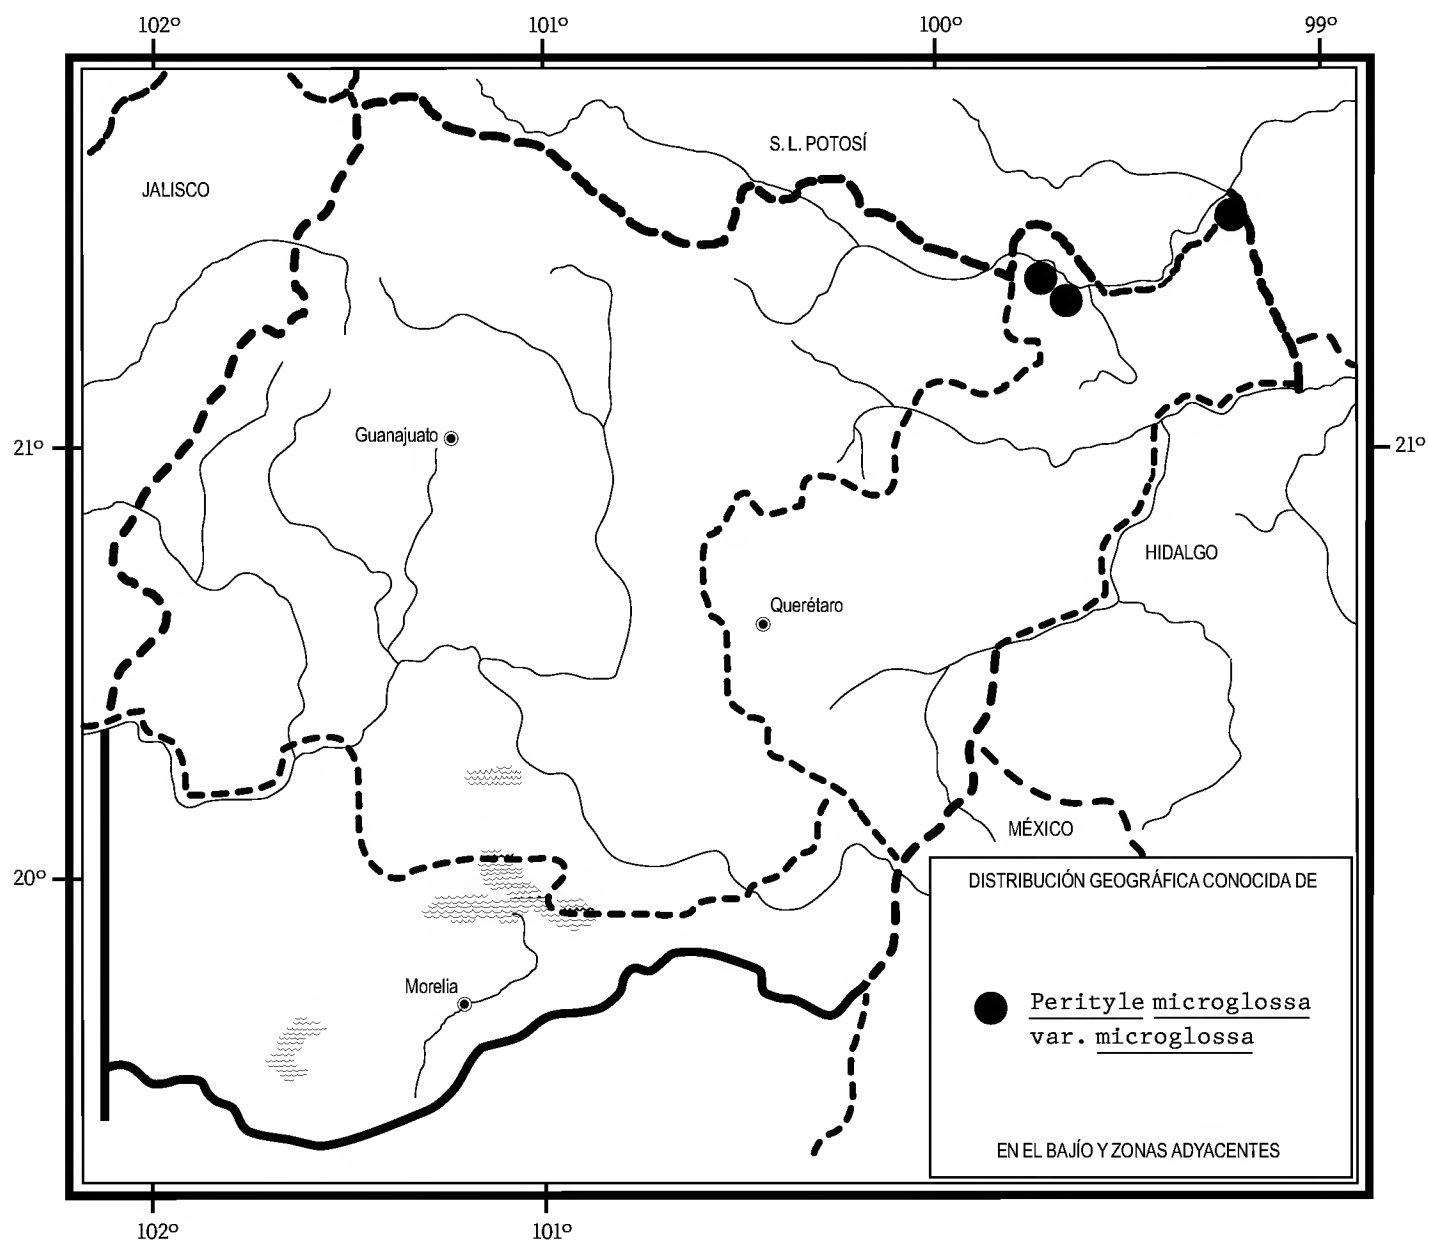 102º 101º 100º 99º
S. L. POTOSÍ
JALISCO
Guanajuato
21º 21º
HIDALGO
Querétaro
MÉXICO
20º
DISTRIBUCIÓN GEOGRÁFICA CONOCIDA DE
Morelia
Perityle microglossa
var. microglossa
EN EL BAJÍO Y ZONAS ADYACENTES
102º 101º